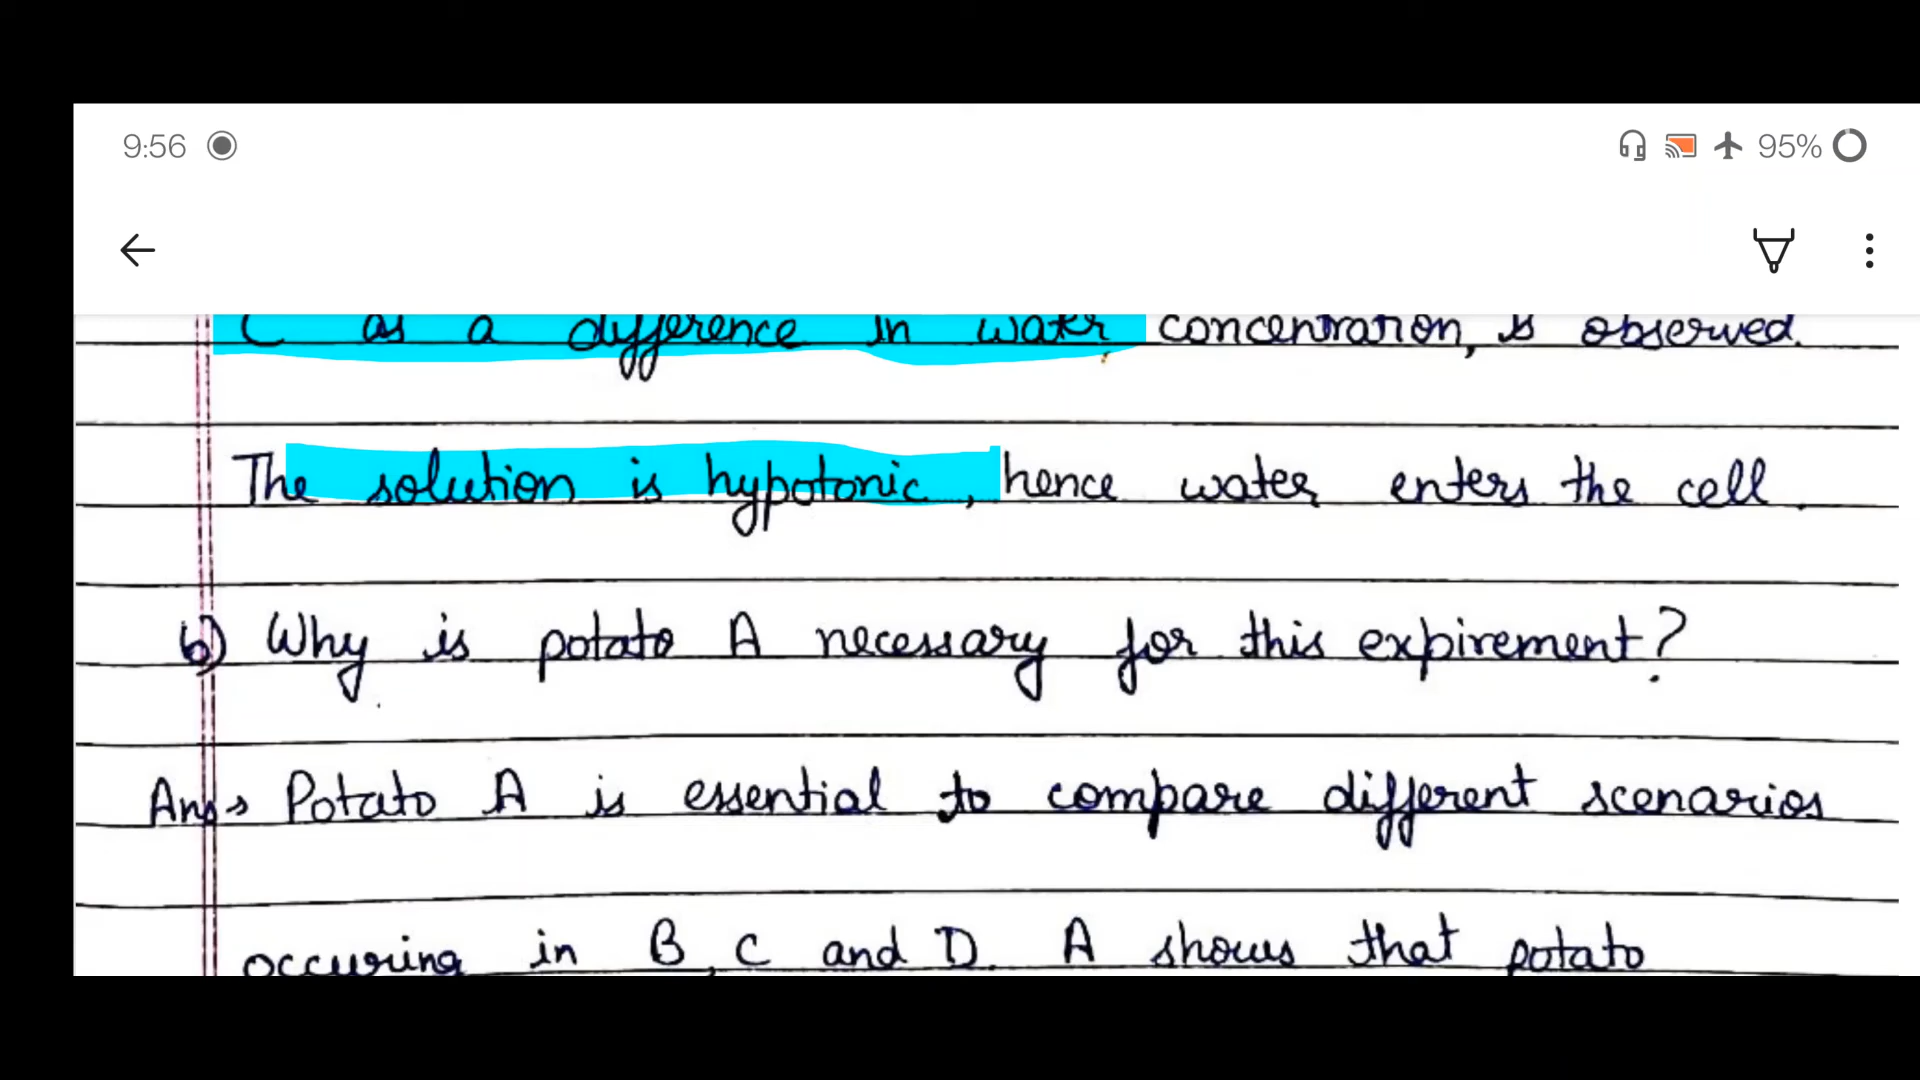 9:56
95%
C as a difference in water concentration, is observed.
The solution is hypotonic, hence water enters the cell.
b) Why is potato A necessary for this expirement?
Ans→ Potato A is essential to compare different scenarios
occuring in B, C and D. A shows that potato